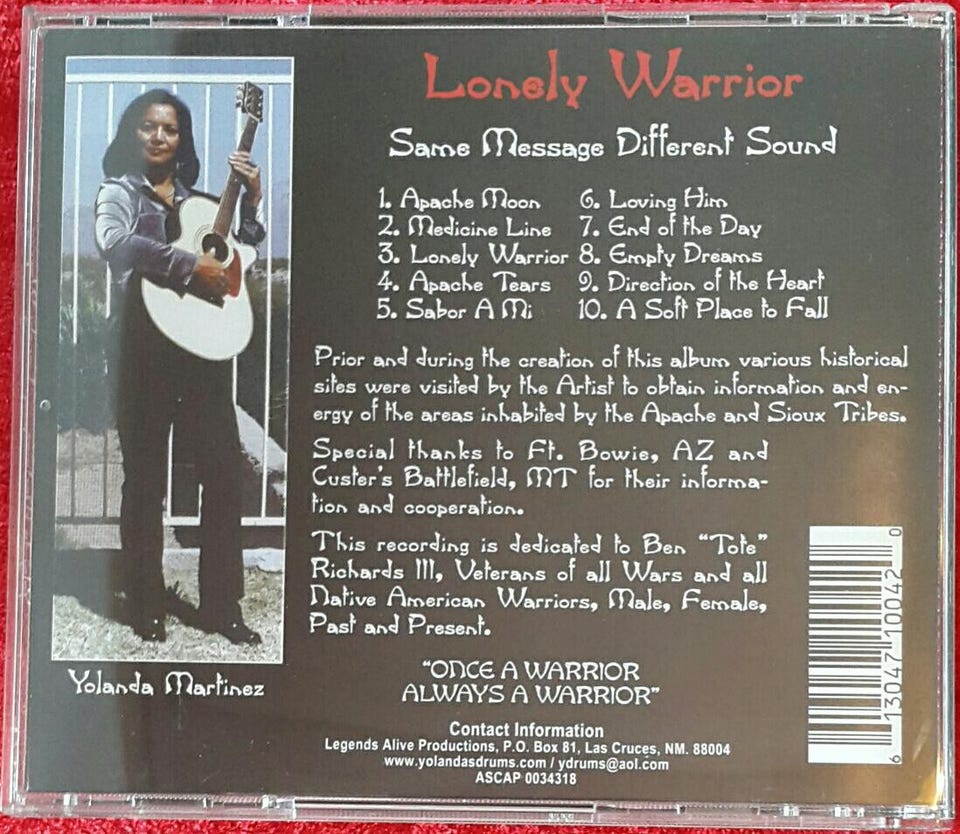 Lonely Warrior
Same Message Different Sound
1. Apache Moon
2. Medicine Line
3. Lonely Warrior
4. Apache Tears
5. Sabor A Mi
6. Loving Him
7. End of the Day
8. Empty Dreams
9. Direction of the Heart
10. A Soft Place to Fall
Prior and during the creation of this album various historical
sites were visited by the Artist to obtain information and en-
ergy of the areas inhabited by the Apache and Sioux Tribes.
Special thanks to Ft. Bowie, AZ and
Custer's Battlefield, MT for their informa-
tion and cooperation.
This recording is dedicated to Ben "Tote"
Richards III, Veterans of all Wars and all
Native American Warriors, Male, Female,
Past and Present.
"ONCE A WARRIOR
ALWAYS A WARRIOR"
Contact Information
Legends Alive Productions, P.O. Box 81, Las Cruces, NM. 88004
www.yolandasdrums.com / ydrums@aol.com
ASCAP 0034318
Yolanda Martinez
6 13047 10042 0